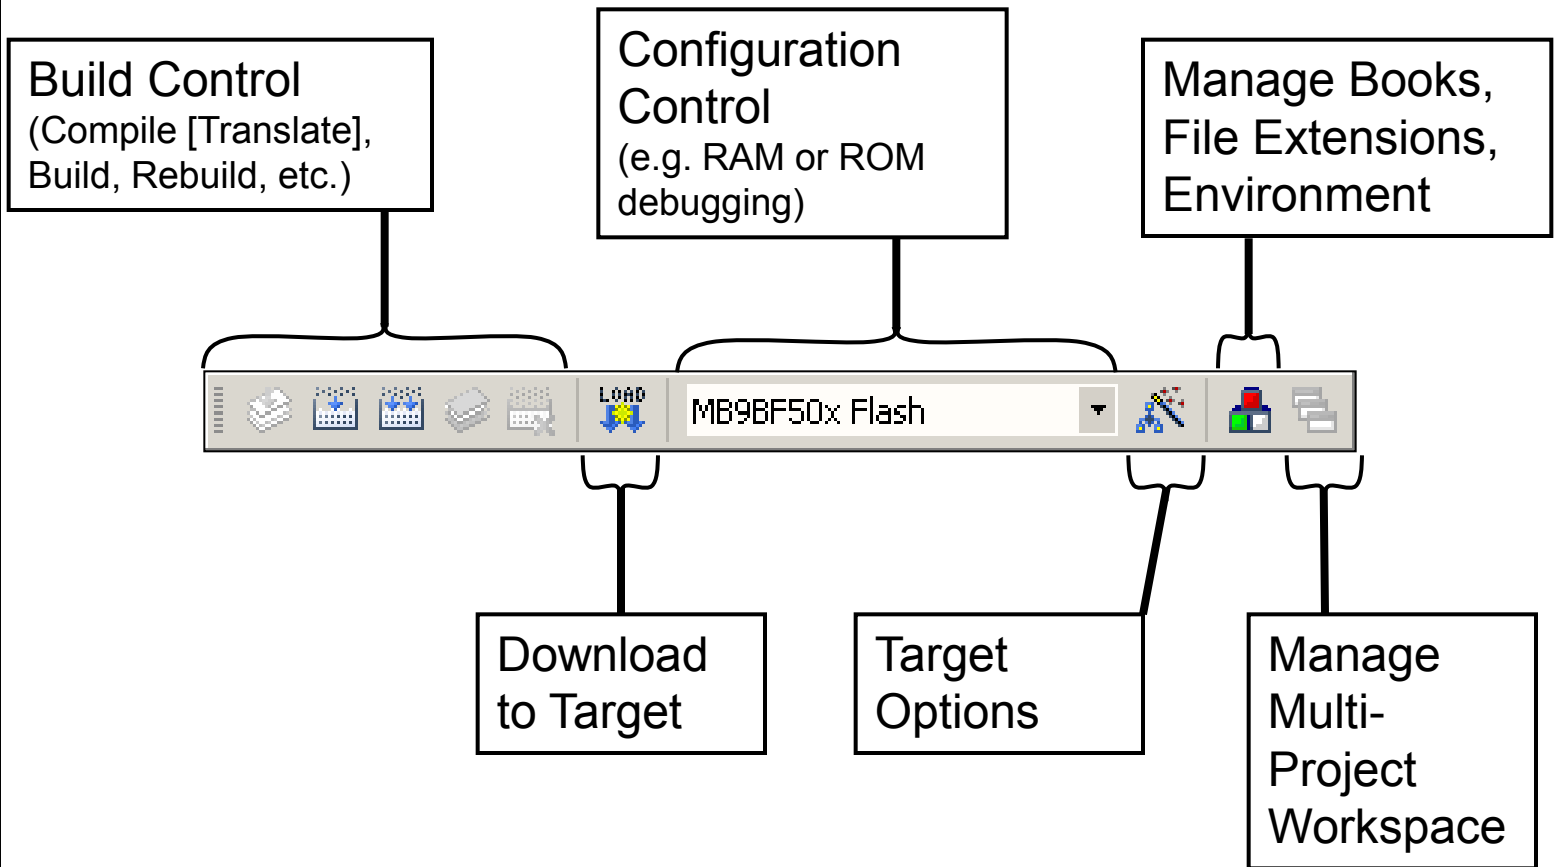 Build Control
(Compile [Translate],
Build, Rebuild, etc.)
Configuration
Control
(e.g. RAM or ROM
debugging)
Manage Books,
File Extensions,
Environment
LOAD
MB9BF50x Flash
Download
to Target
Target
Options
Manage
Multi-
Project
Workspace